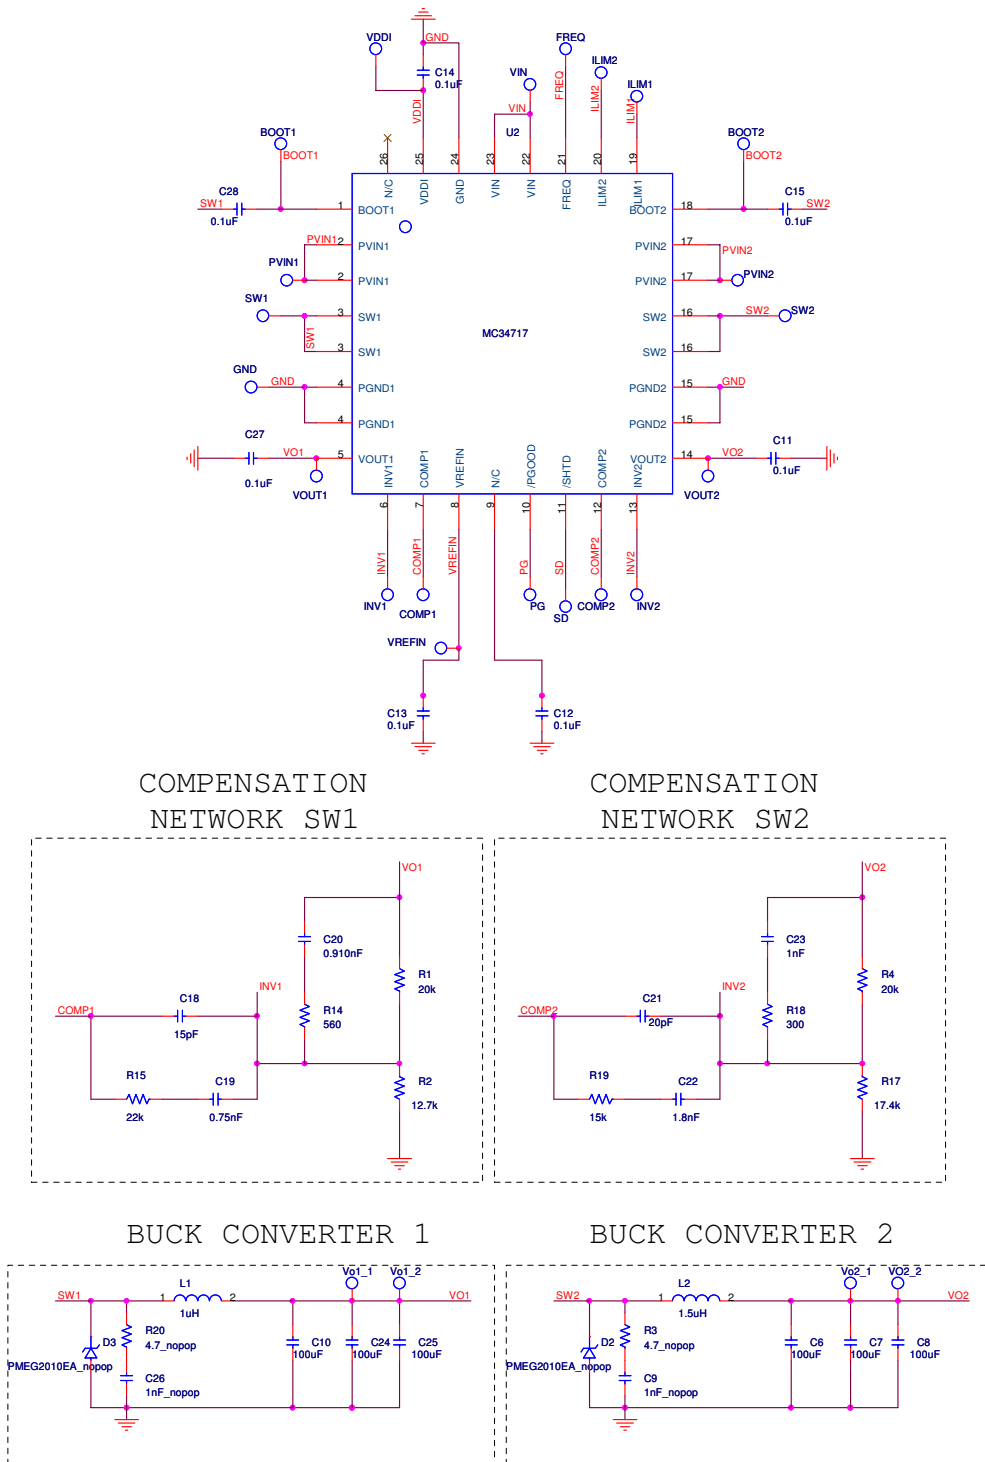 VDDI
GND
C14
0.1uF
VDDI
VIN
VIN
FREQ
FREQ
ILIM2
ILIM2
ILIM1
ILIM1
U2
BOOT1
BOOT1
BOOT2
BOOT2
26
25
24
23
22
21
20
19
N/C
VDDI
GND
VIN
VIN
FREQ
ILIM2
ILIM1
SW1
C28
0.1uF
1
BOOT1
BOOT2
18
C15
0.1uF
SW2
PVIN1
2
PVIN1
PVIN2
17
PVIN2
PVIN1
2
PVIN1
PVIN2
17
PVIN2
SW1
3
SW1
SW2
16
SW2
SW2
SW1
3
SW1
MC34717
SW2
16
GND
GND
4
PGND1
PGND2
15
GND
4
PGND1
PGND2
15
C27
0.1uF
VO1
5
VOUT1
VOUT1
VOUT2
14
VO2
C11
0.1uF
VOUT2
INV1
COMP1
VREFIN
N/C
/PGOOD
/SHTD
COMP2
INV2
6
7
8
9
10
11
12
13
INV1
COMP1
VREFIN
PG
SD
COMP2
INV2
INV1
COMP1
PG
SD
COMP2
INV2
VREFIN
C13
0.1uF
C12
0.1uF
COMPENSATION
NETWORK SW1
VO1
C20
0.910nF
R1
20k
INV1
COMP1
C18
15pF
R14
560
R15
22k
C19
0.75nF
R2
12.7k
COMPENSATION
NETWORK SW2
VO2
C23
1nF
R4
20k
INV2
COMP2
C21
20pF
R18
300
R19
15k
C22
1.8nF
R17
17.4k
BUCK CONVERTER 1
SW1
L1
1
2
1uH
Vo1_1
Vo1_2
VO1
D3
PMEG2010EA_nopop
R20
4.7_nopop
C26
1nF_nopop
C10
100uF
C24
100uF
C25
100uF
BUCK CONVERTER 2
SW2
L2
1
2
1.5uH
Vo2_1
VO2_2
VO2
D2
PMEG2010EA_nopop
R3
4.7_nopop
C9
1nF_nopop
C6
100uF
C7
100uF
C8
100uF